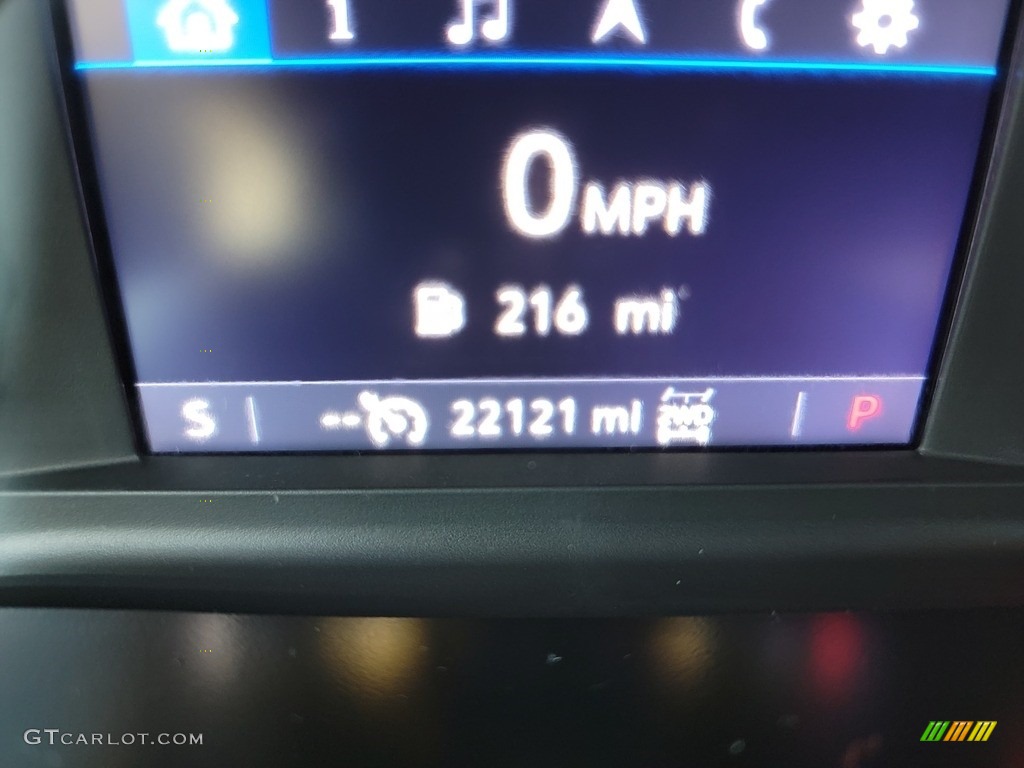 i
0 MPH
216 mi
S -- 22121 mi 2WD P
GTCARLOT.COM